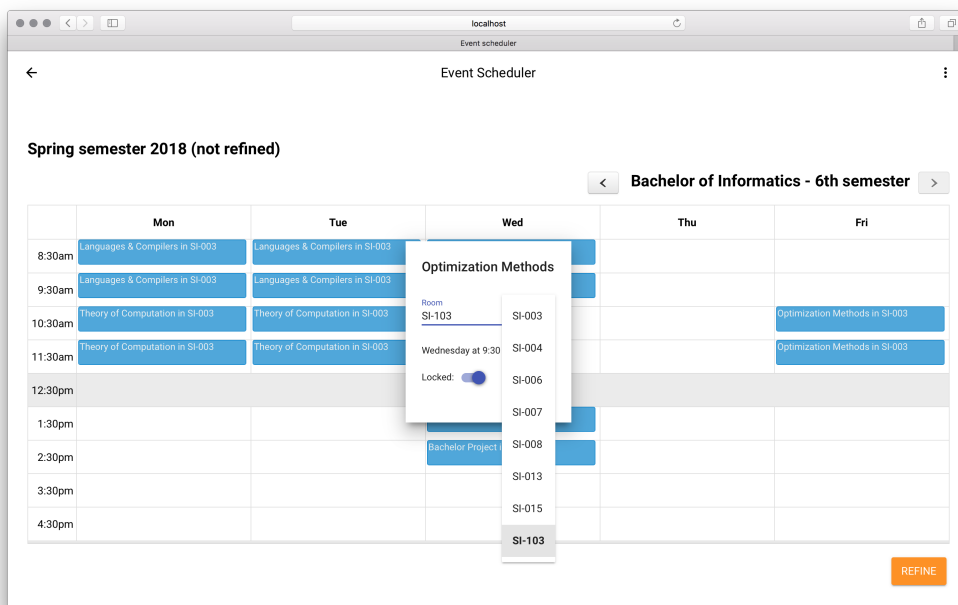 localhost
Event scheduler
Event Scheduler
Spring semester 2018 (not refined)
Bachelor of Informatics - 6th semester
Mon Tue Wed Thu Fri
8:30am Languages & Compilers in SI-003 Languages & Compilers in SI-003
9:30am Languages & Compilers in SI-003 Languages & Compilers in SI-003
10:30am Theory of Computation in SI-003 Theory of Computation in SI-003 Optimization Methods in SI-003
11:30am Theory of Computation in SI-003 Theory of Computation in SI-003 Optimization Methods in SI-003
12:30pm
1:30pm
2:30pm Bachelor Project
3:30pm
4:30pm
Optimization Methods
Room
SI-103
Wednesday at 9:30
Locked:
SI-003
SI-004
SI-006
SI-007
SI-008
SI-013
SI-015
SI-103
REFINE